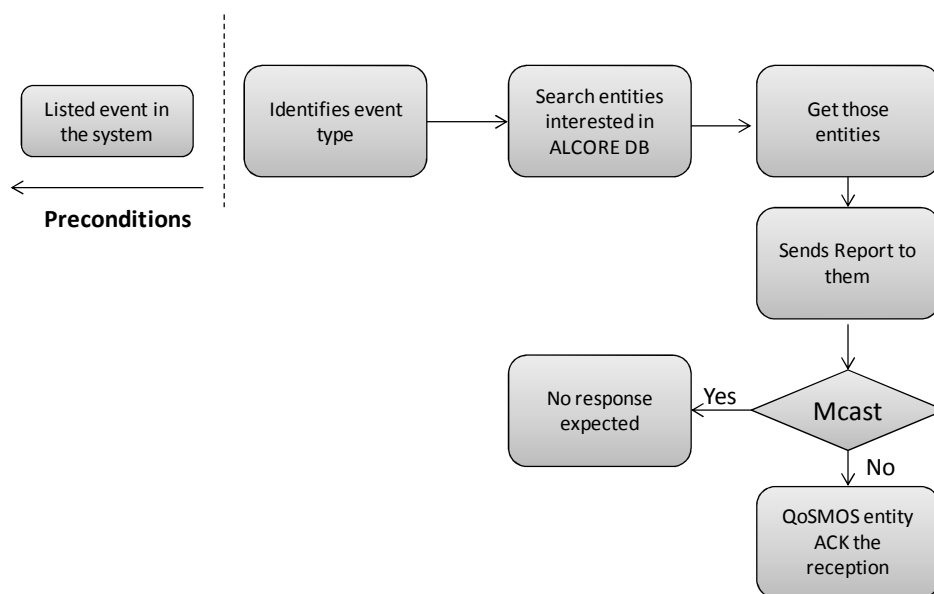 Listed event in
the system
Preconditions
Identifies event
type
Search entities
interested in
ALCORE DB
Get those
entities
Sends Report to
them
Mcast
Yes
No response
expected
No
QoSMOS entity
ACK the
reception